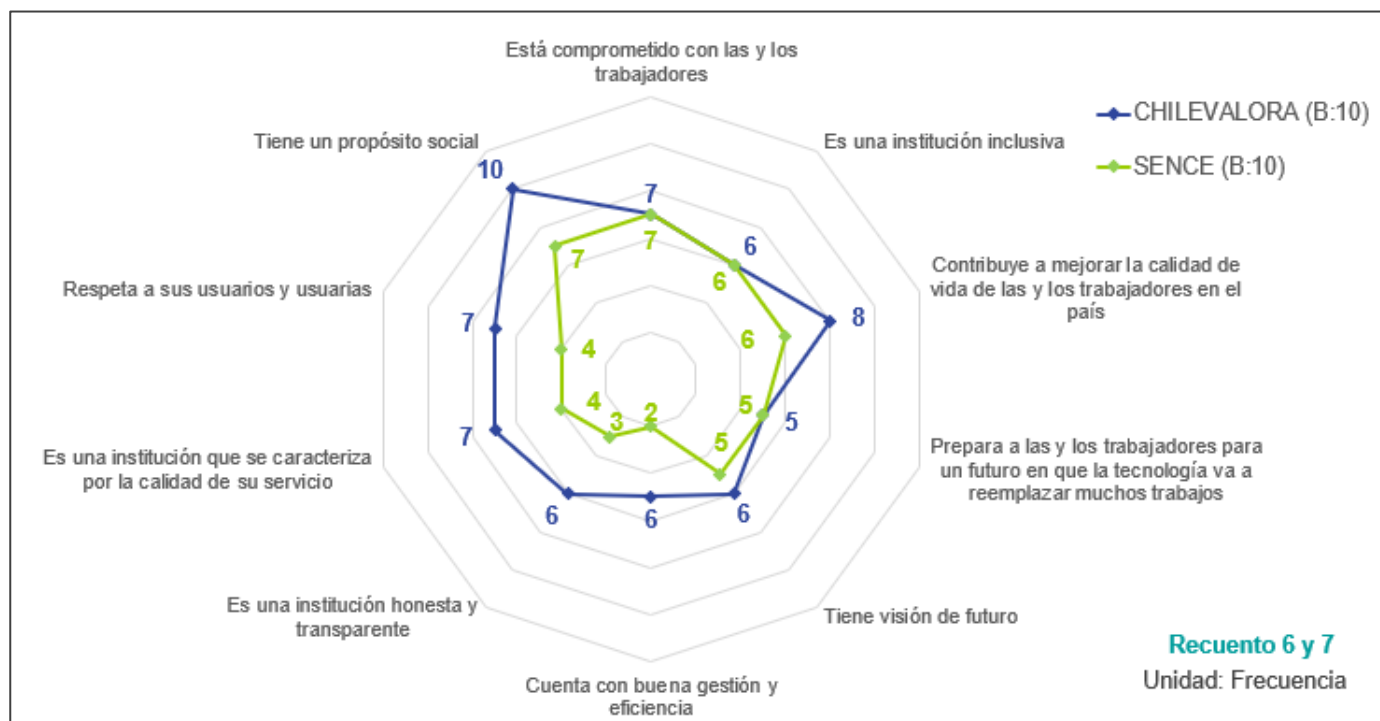 Está comprometido con las y los
trabajadores
CHILEVALORA (B:10)
SENCE (B:10)
Tiene un propósito social
Es una institución inclusiva
10
7
7
7
6
6
Respeta a sus usuarios y usuarias
7
4
6
8
Contribuye a mejorar la calidad de
vida de las y los trabajadores en el
país
Es una institución que se caracteriza
por la calidad de su servicio
7
4
3
2
5
5
5
Prepara a las y los trabajadores para
un futuro en que la tecnología va a
reemplazar muchos trabajos
6
6
6
Es una institución honesta y
transparente
Tiene visión de futuro
Cuenta con buena gestión y
eficiencia
Recuento 6 y 7
Unidad: Frecuencia